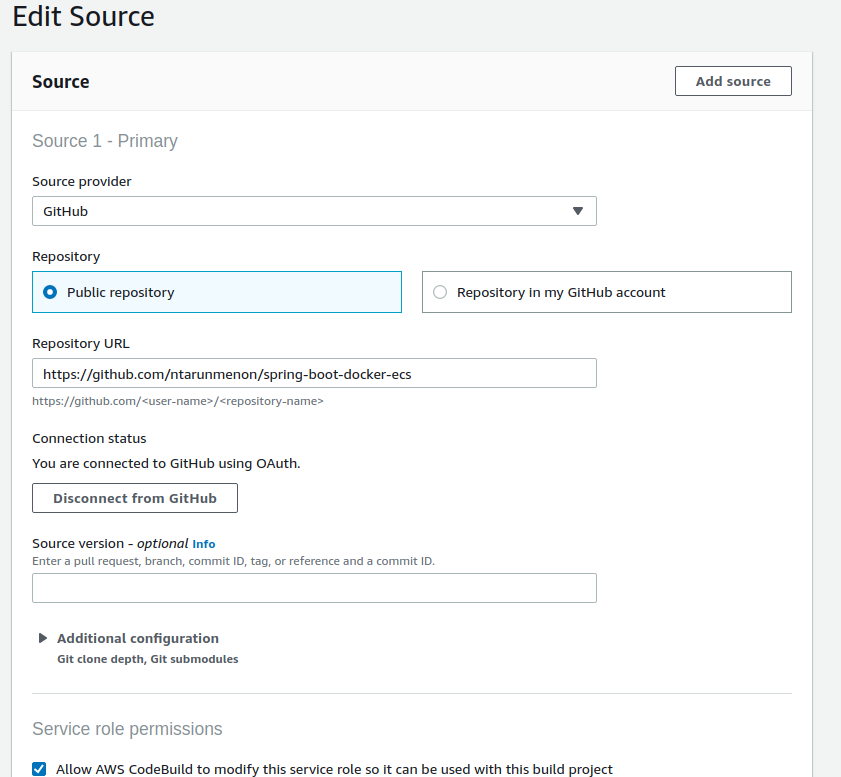 Edit Source
Source
Add source
Source 1 - Primary
Source provider
GitHub
Repository
Public repository
Repository in my GitHub account
Repository URL
https://github.com/ntarunmenon/spring-boot-docker-ecs
https://github.com/<user-name>/<repository-name>
Connection status
You are connected to GitHub using OAuth.
Disconnect from GitHub
Source version - optional Info
Enter a pull request, branch, commit ID, tag, or reference and a commit ID.
Additional configuration
Git clone depth, Git submodules
Service role permissions
Allow AWS CodeBuild to modify this service role so it can be used with this build project